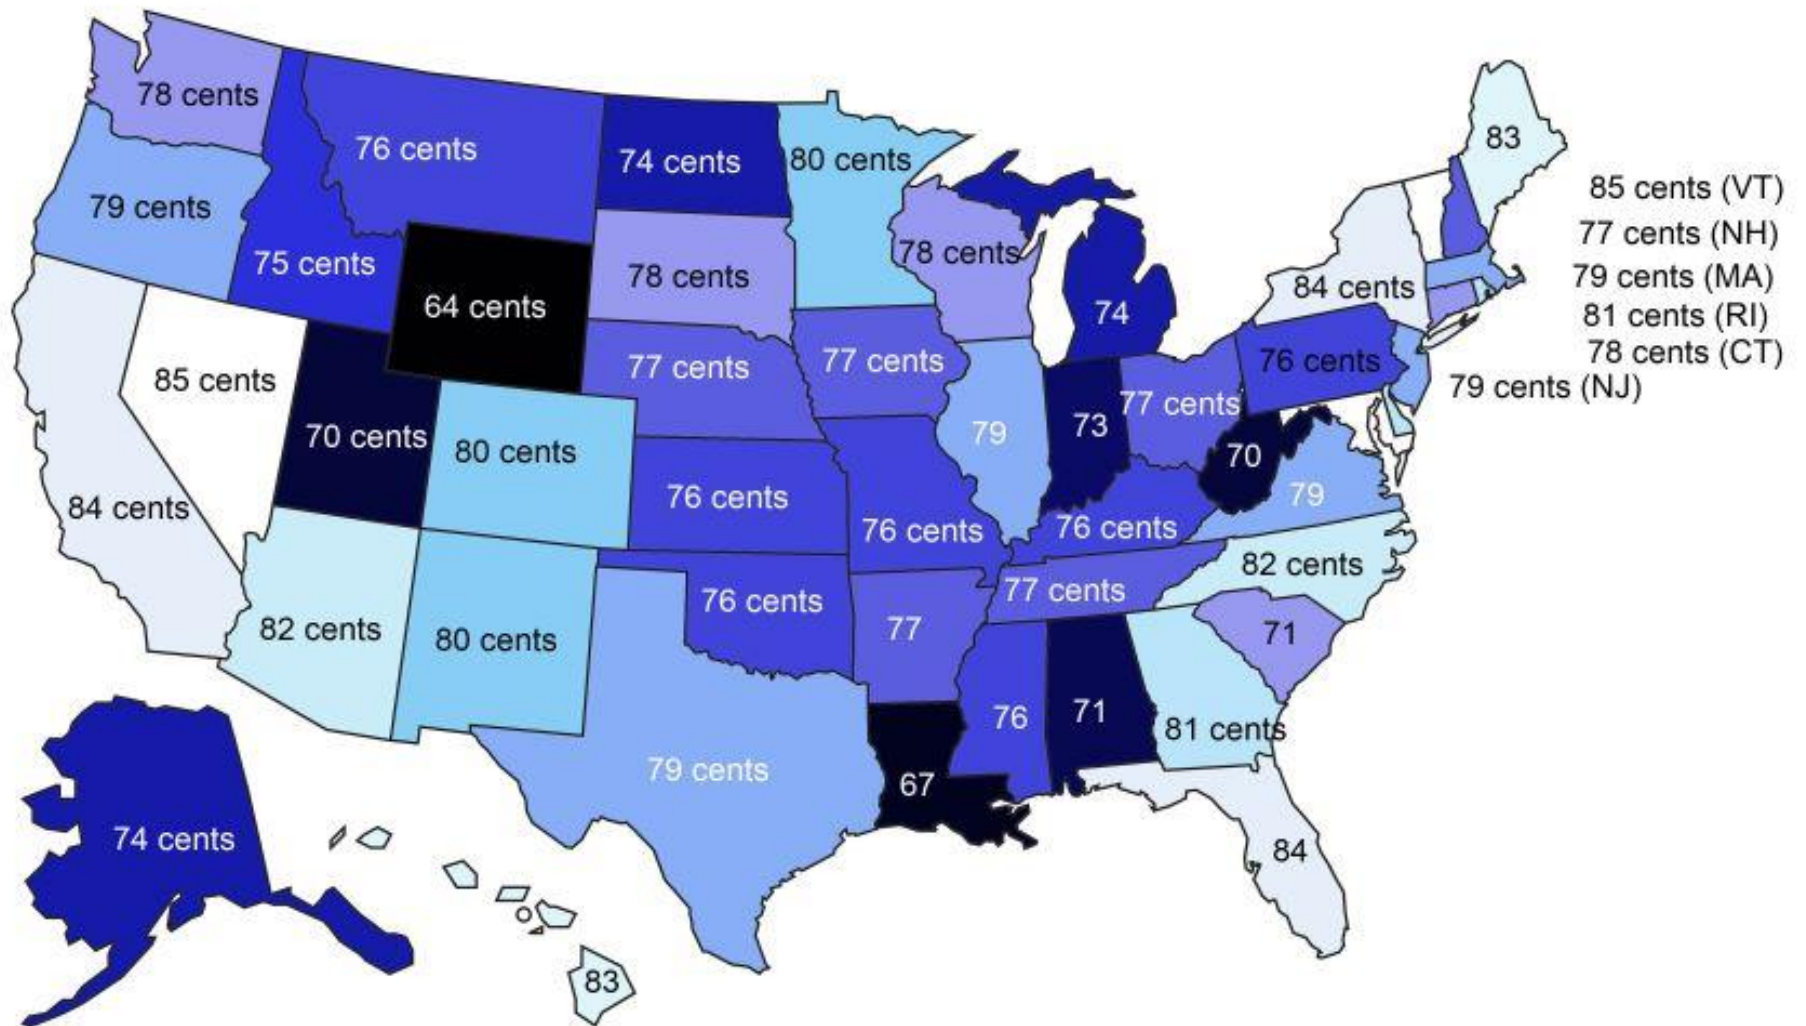 78 cents
76 cents
74 cents
80 cents
83
79 cents
75 cents
64 cents
78 cents
78 cents
74
84 cents
85 cents (VT)
77 cents (NH)
79 cents (MA)
81 cents (RI)
78 cents (CT)
79 cents (NJ)
85 cents
77 cents
77 cents
77 cents
76 cents
70 cents
80 cents
79
73
70
84 cents
76 cents
76 cents
76 cents
79
82 cents
82 cents
80 cents
76 cents
77
77 cents
71
79 cents
67
76
71
81 cents
84
74 cents
83